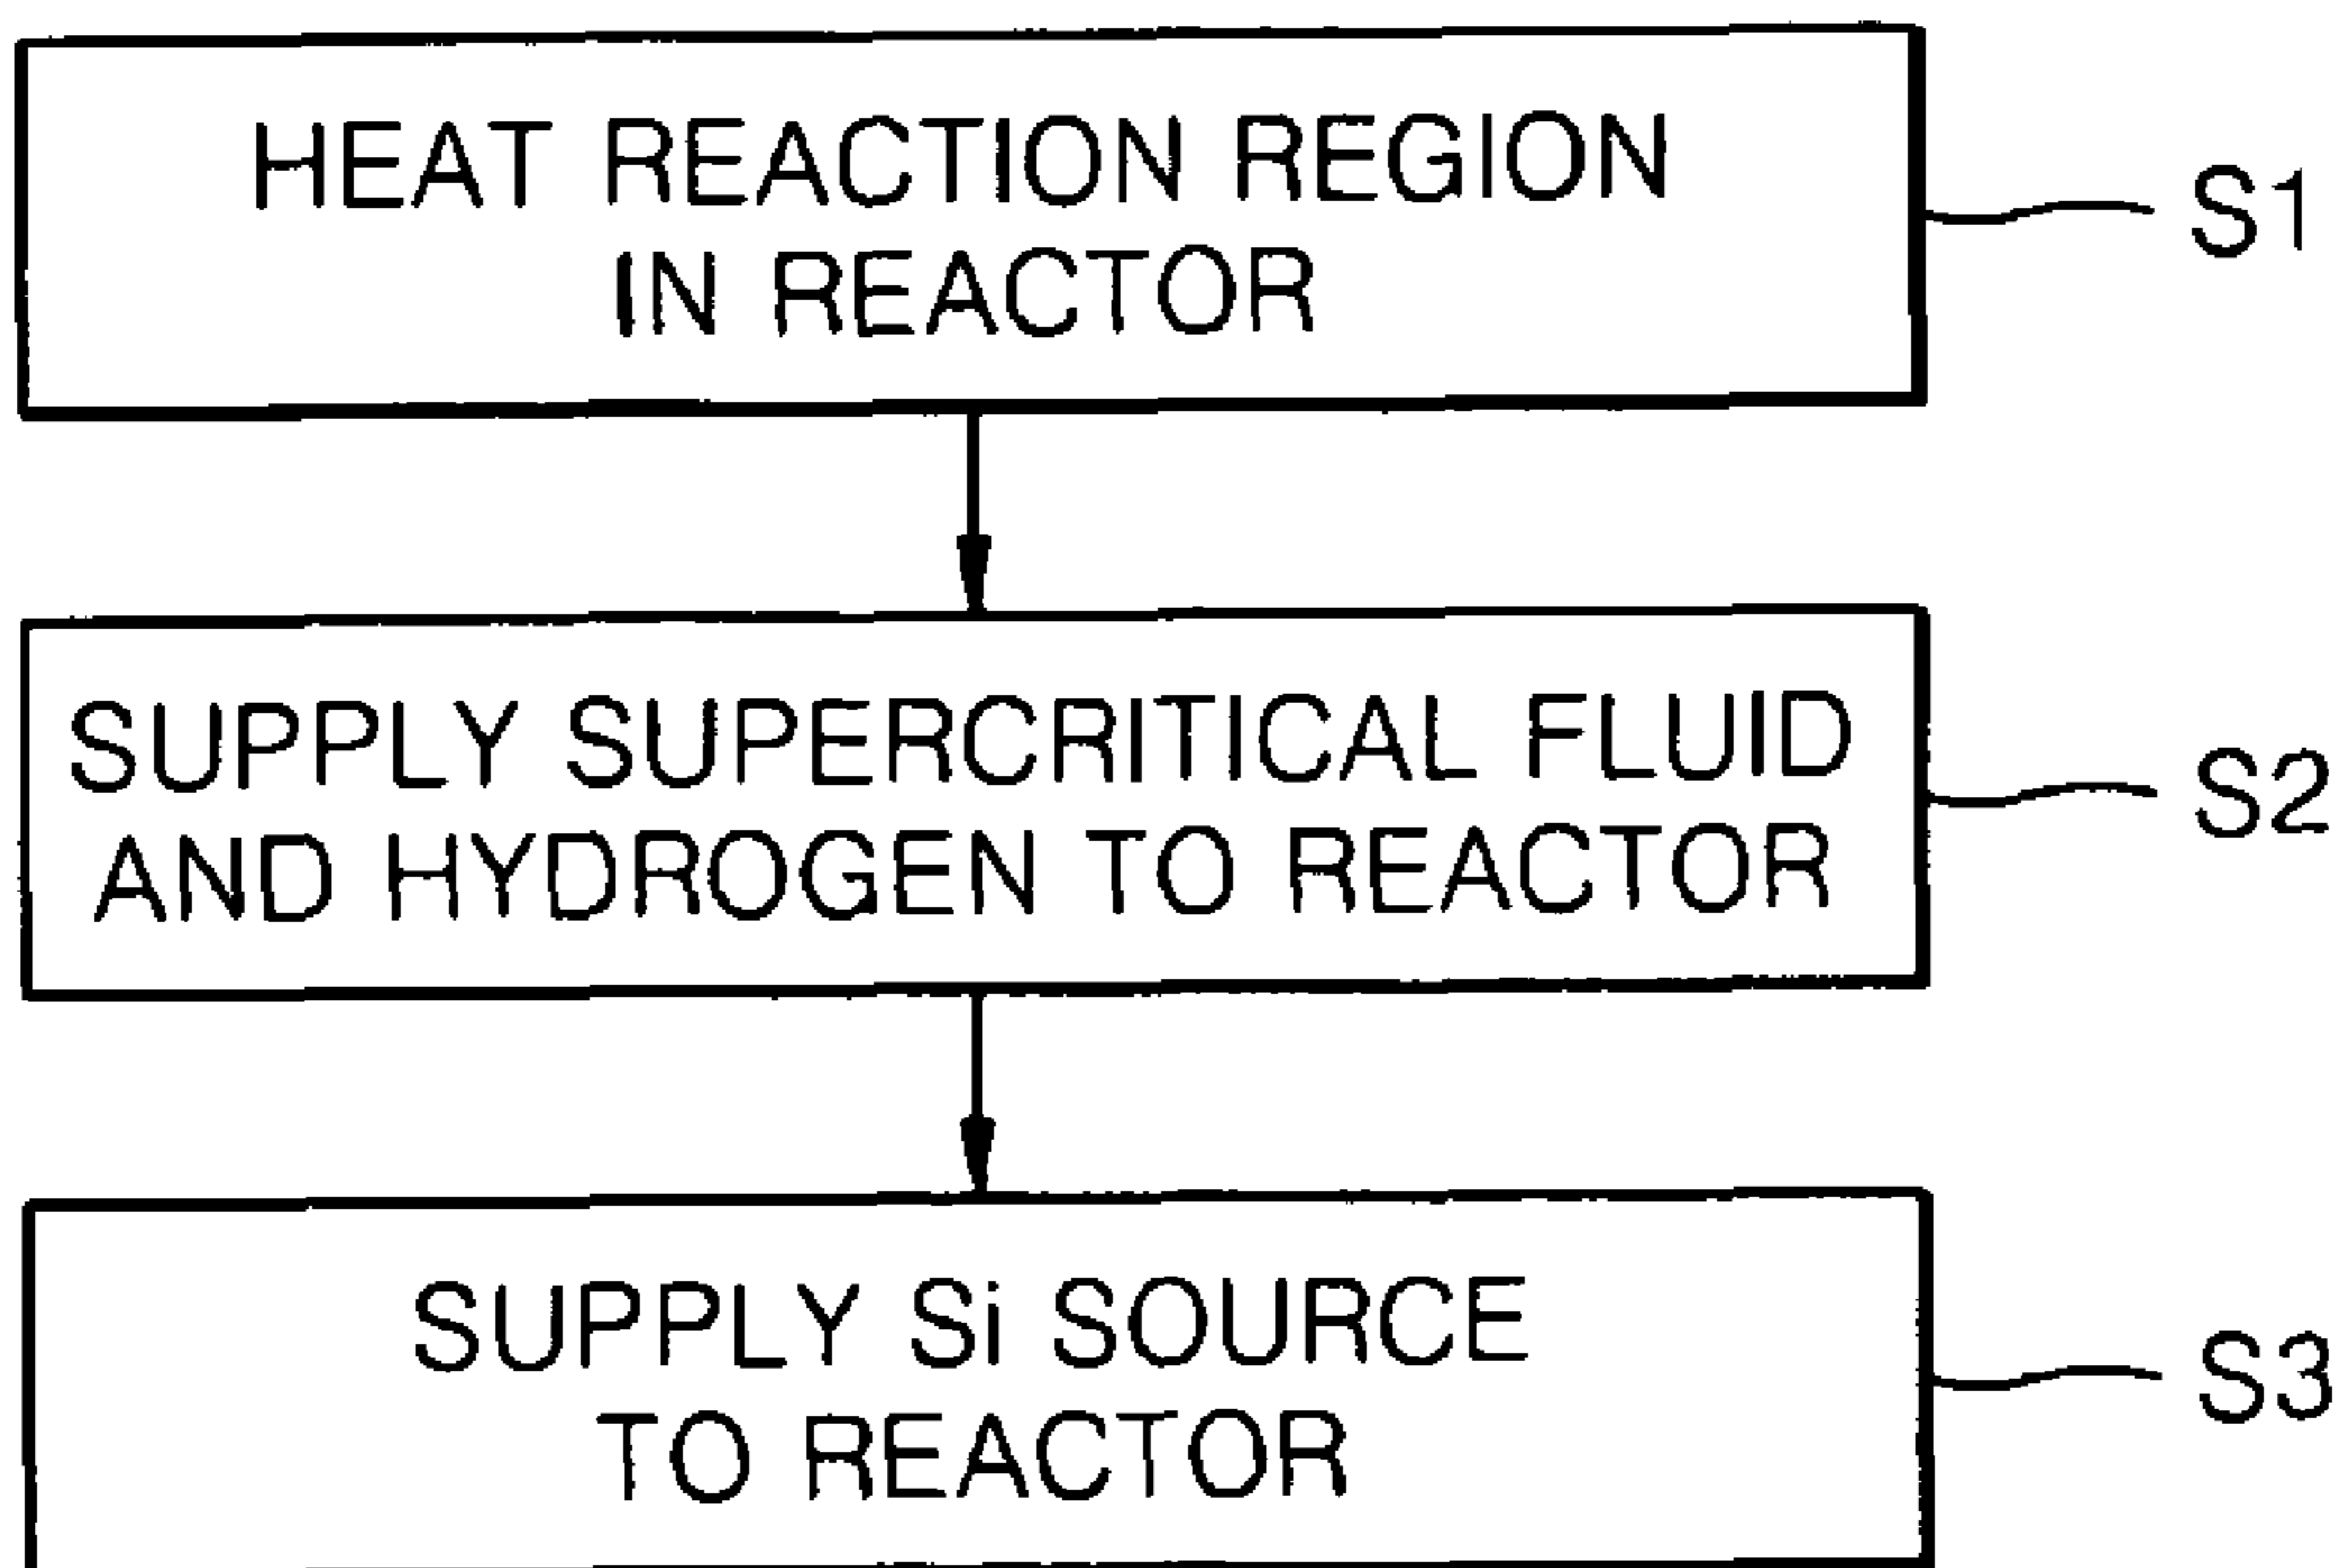 HEAT REACTION REGION
IN REACTOR
S1
SUPPLY SUPERCRITICAL FLUID
AND HYDROGEN TO REACTOR
S2
SUPPLY Si SOURCE
TO REACTOR
S3